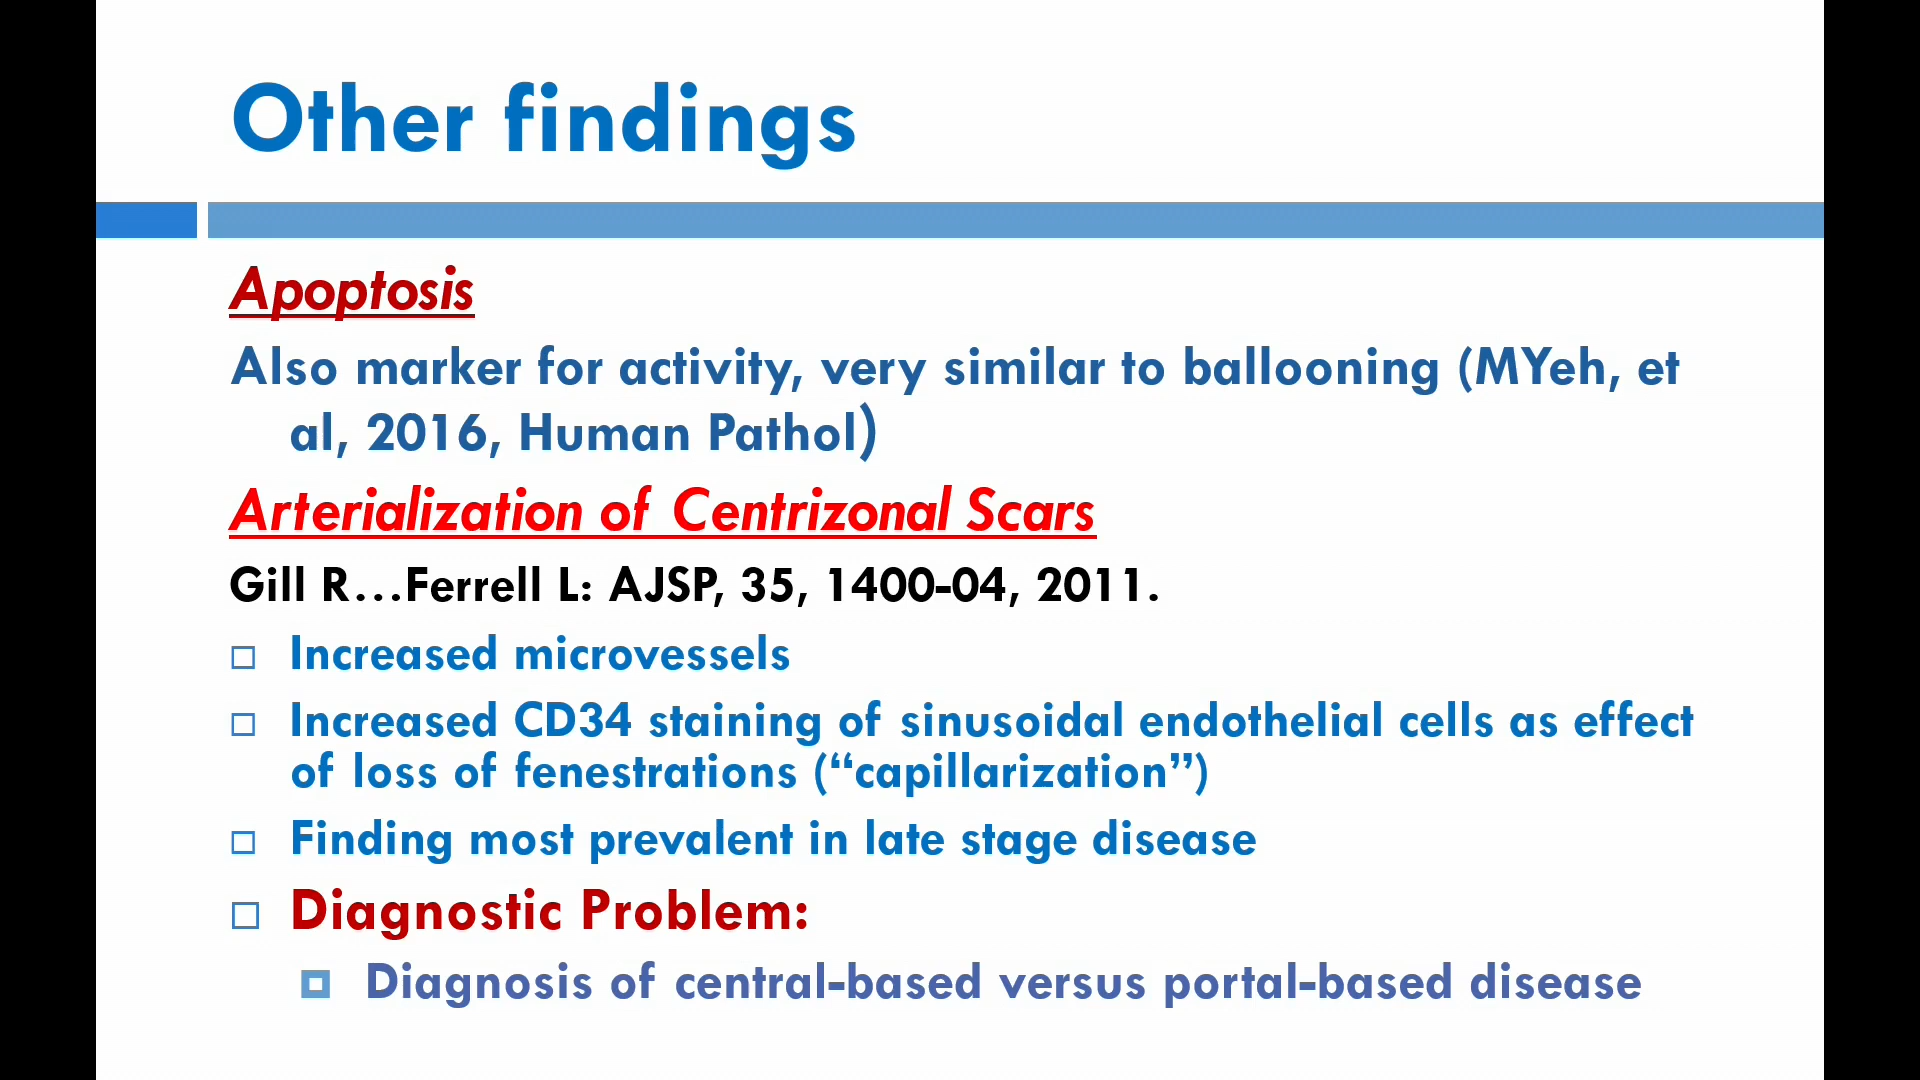 Other findings
Apoptosis
Also marker for activity, very similar to ballooning (MYeh, et
al, 2016, Human Pathol)
Arterialization of Centrizonal Scars
Gill R…Ferrell L: AJSP, 35, 1400-04, 2011.
Increased microvessels
Increased CD34 staining of sinusoidal endothelial cells as effect
of loss of fenestrations (“capillarization”)
Finding most prevalent in late stage disease
Diagnostic Problem:
Diagnosis of central-based versus portal-based disease